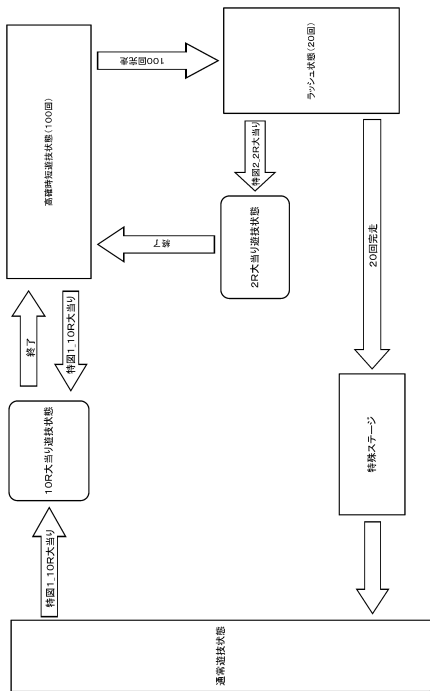 高確時短遊技状態(100回)
100回完走
ラッシュ状態(20回)
特図2_2R大当り
2R大当り遊技状態
終了
終了
特図1_10R大当り
10R大当り遊技状態
特図1_10R大当り
20回完走
特殊ステージ
通常遊技状態